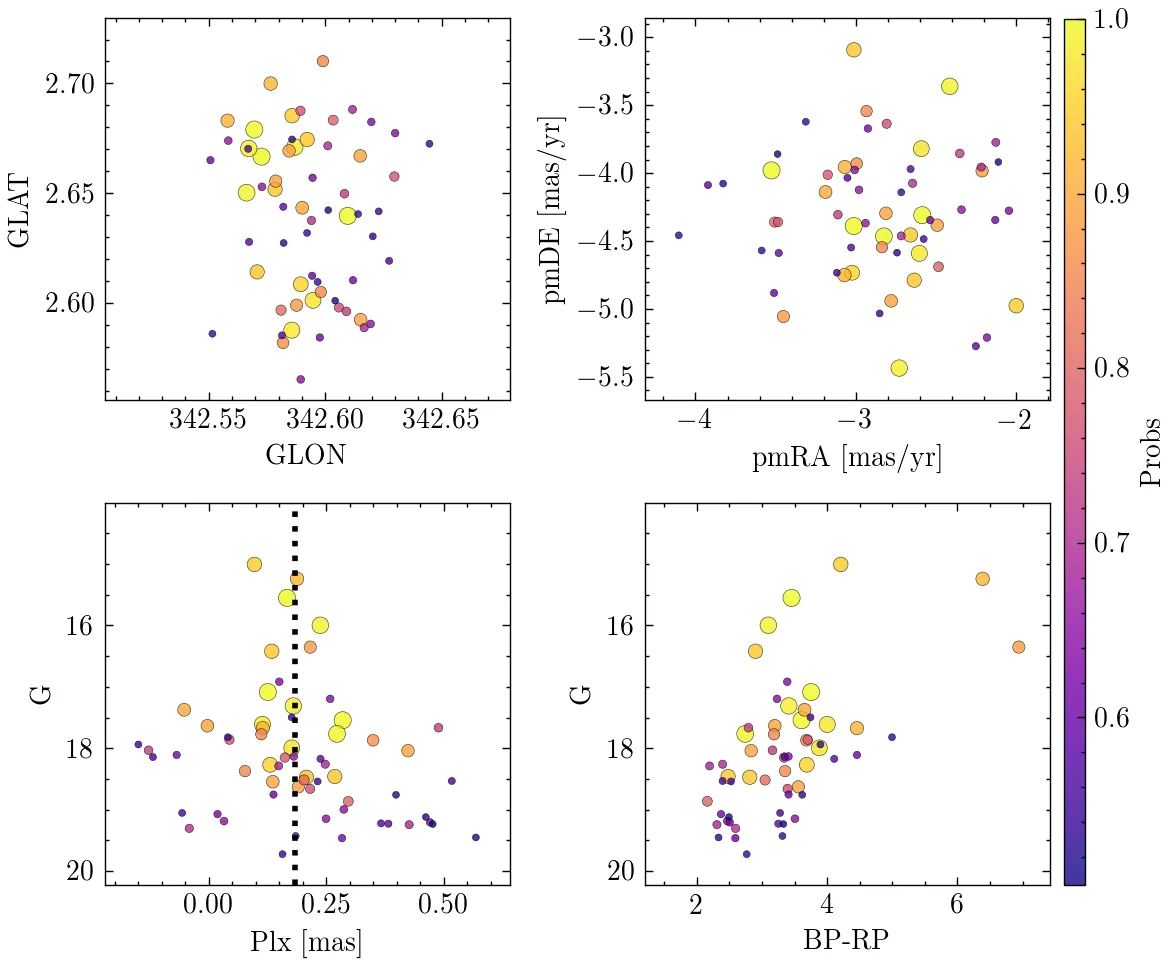 2.70
2.65
2.60
GLAT
342.55 342.60 342.65
GLON
−3.0
−3.5
−4.0
−4.5
−5.0
−5.5
pmDE [mas/yr]
−4 −3 −2
pmRA [mas/yr]
16
18
20
G
0.00 0.25 0.50
Plx [mas]
16
18
20
G
2 4 6
BP-RP
1.0
0.9
0.8
0.7
0.6
Probs